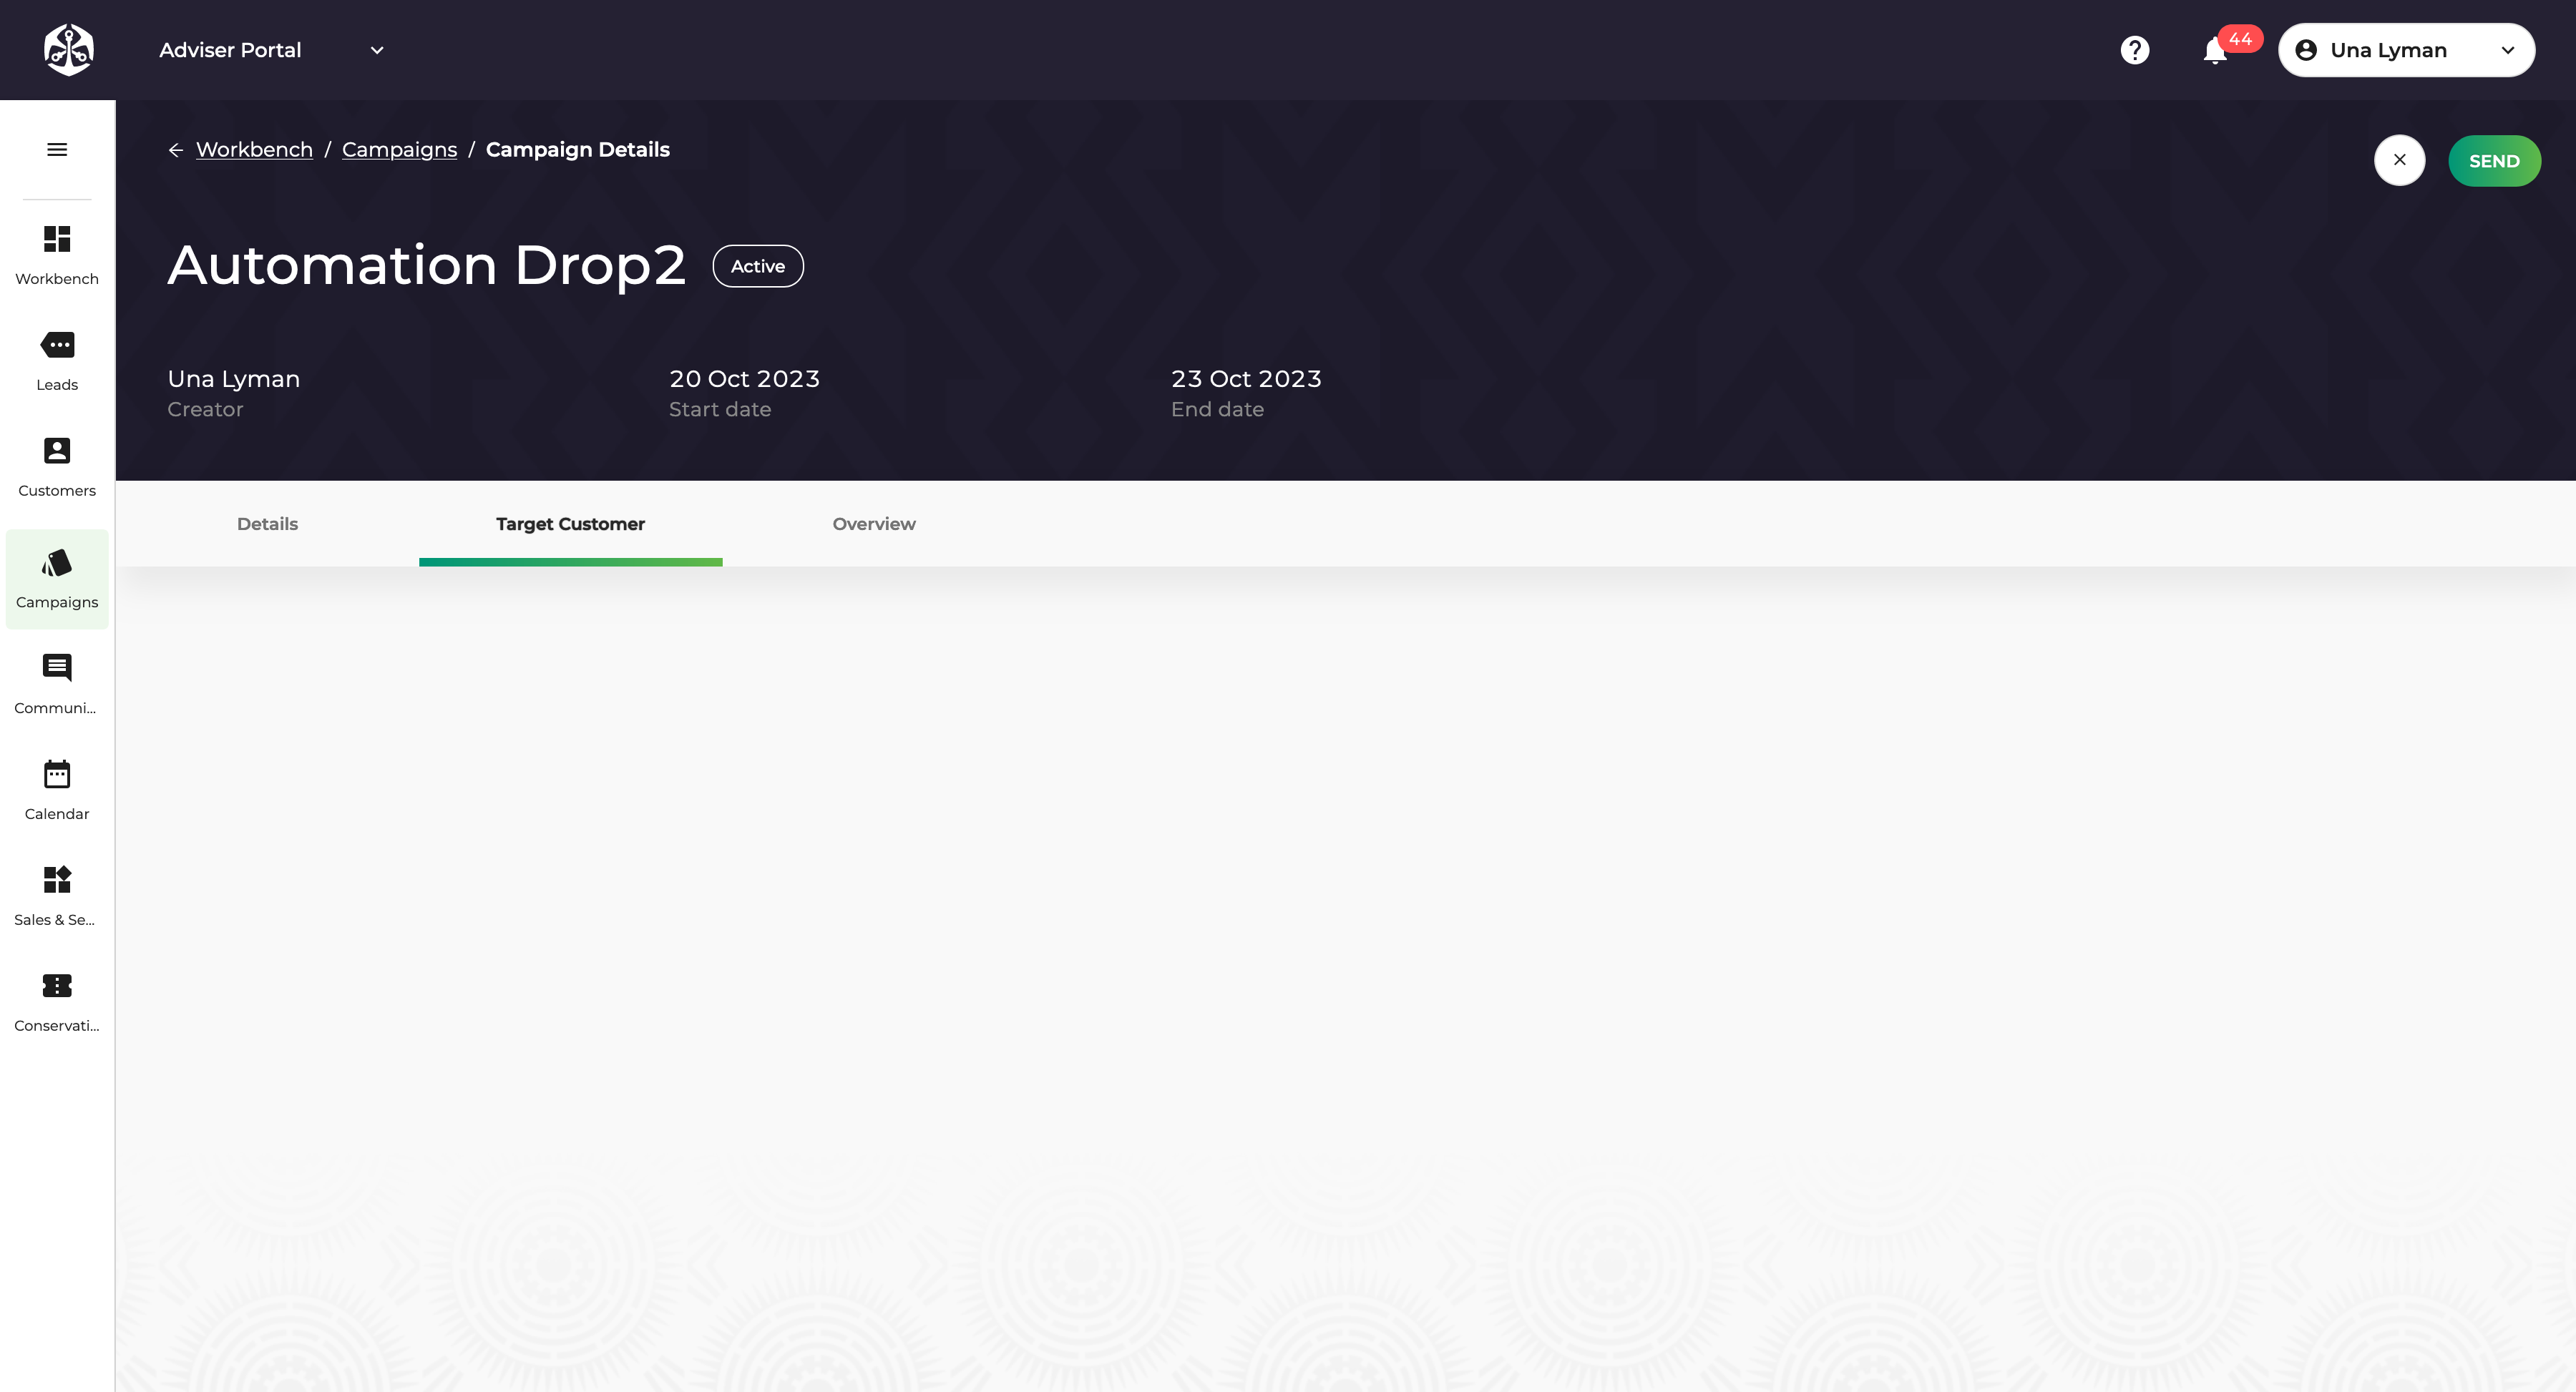 Adviser Portal
44
Una Lyman
Workbench / Campaigns / Campaign Details
SEND
Automation Drop2
Active
Una Lyman
Creator
20 Oct 2023
Start date
23 Oct 2023
End date
Details
Target Customer
Overview
Workbench
Leads
Customers
Campaigns
Communi...
Calendar
Sales & Se...
Conservati...